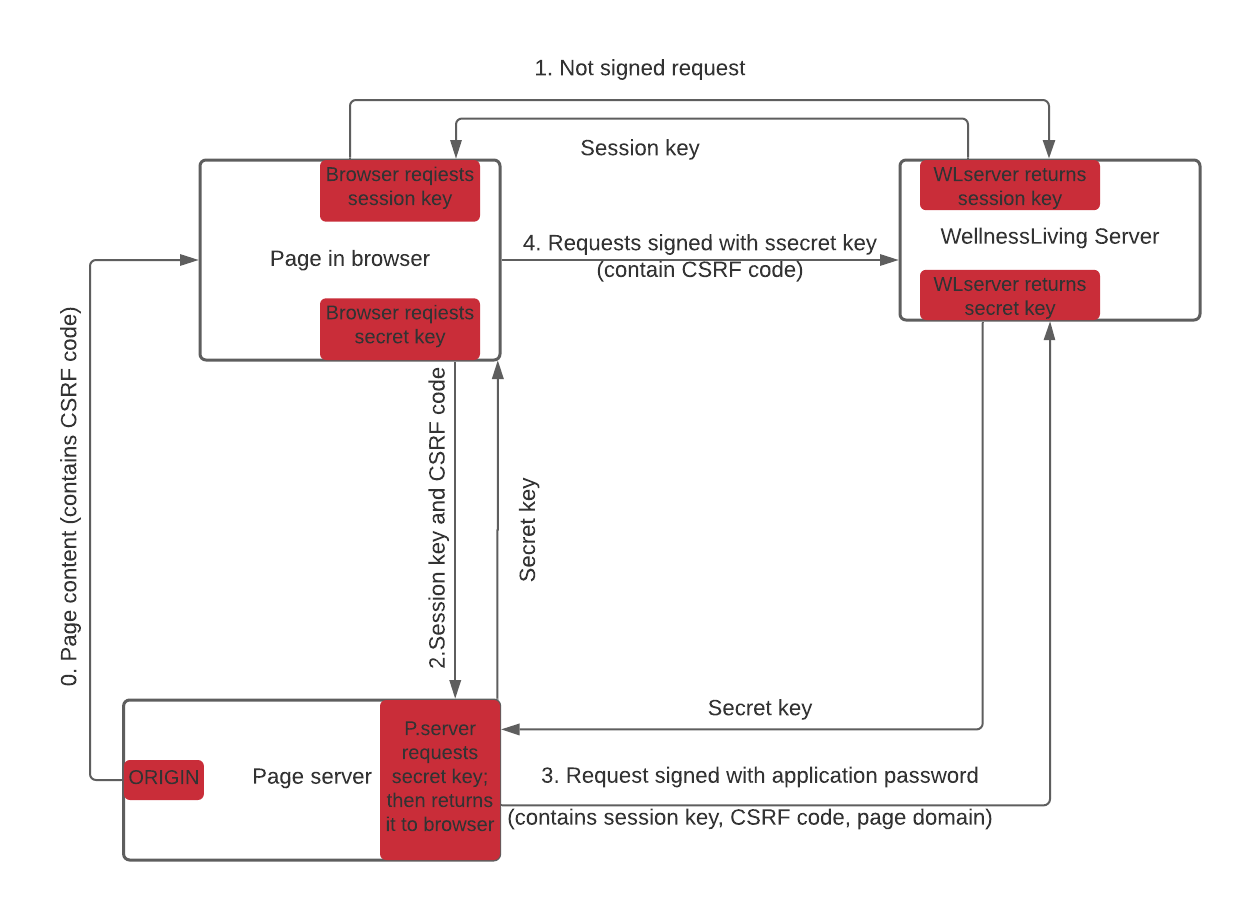 1. Not signed request
Session key
Browser reqiests
session key
WLserver returns
session key
Page in browser
4. Requests signed with ssecret key
(contain CSRF code)
WellnessLiving Server
Browser reqiests
secret key
WLserver returns
secret key
0. Page content (contains CSRF code)
2.Session key and CSRF code
Secret key
Secret key
ORIGIN
Page server
P.server
requests
secret key;
then returns
it to browser
3. Request signed with application password
(contains session key, CSRF code, page domain)